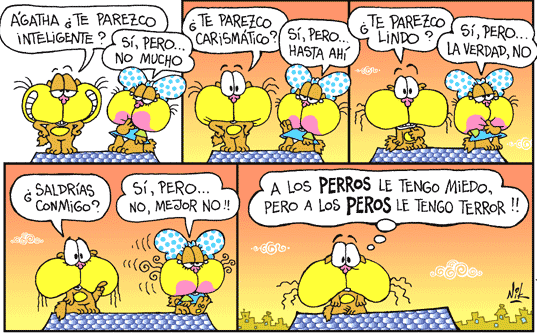 ÁGATHA ¿TE PAREZCO
INTELIGENTE?
SÍ, PERO...
NO MUCHO
¿TE PAREZCO
CARISMÁTICO?
SÍ, PERO...
HASTA AHÍ
¿TE PAREZCO
LINDO?
SÍ, PERO...
LA VERDAD, NO
¿SALDRÍAS
CONMIGO?
SÍ, PERO...
NO, MEJOR NO!!
A LOS PERROS LE TENGO MIEDO,
PERO A LOS PEROS LE TENGO TERROR!!
Nik